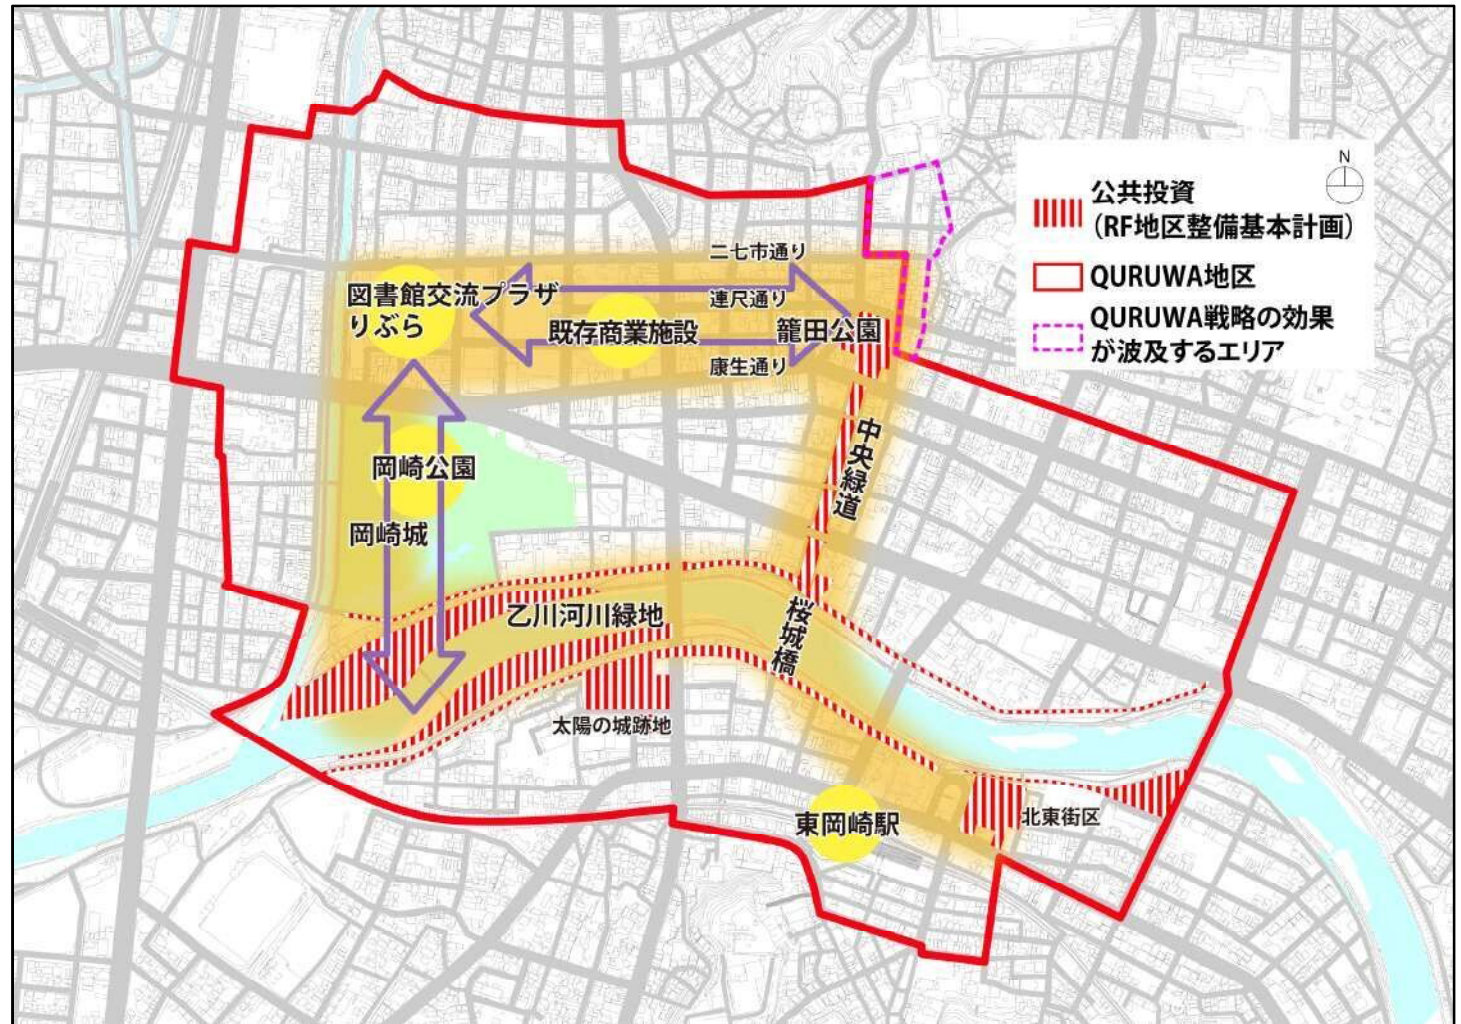 N
公共投資
(RF地区整備基本計画)
QURUWA地区
QURUWA戦略の効果
が波及するエリア
二七市通り
図書館交流プラザ
りぶら
連尺通り
既存商業施設
籠田公園
康生通り
中央緑道
岡崎公園
岡崎城
乙川河川緑地
桜城橋
太陽の城跡地
東岡崎駅
北東街区